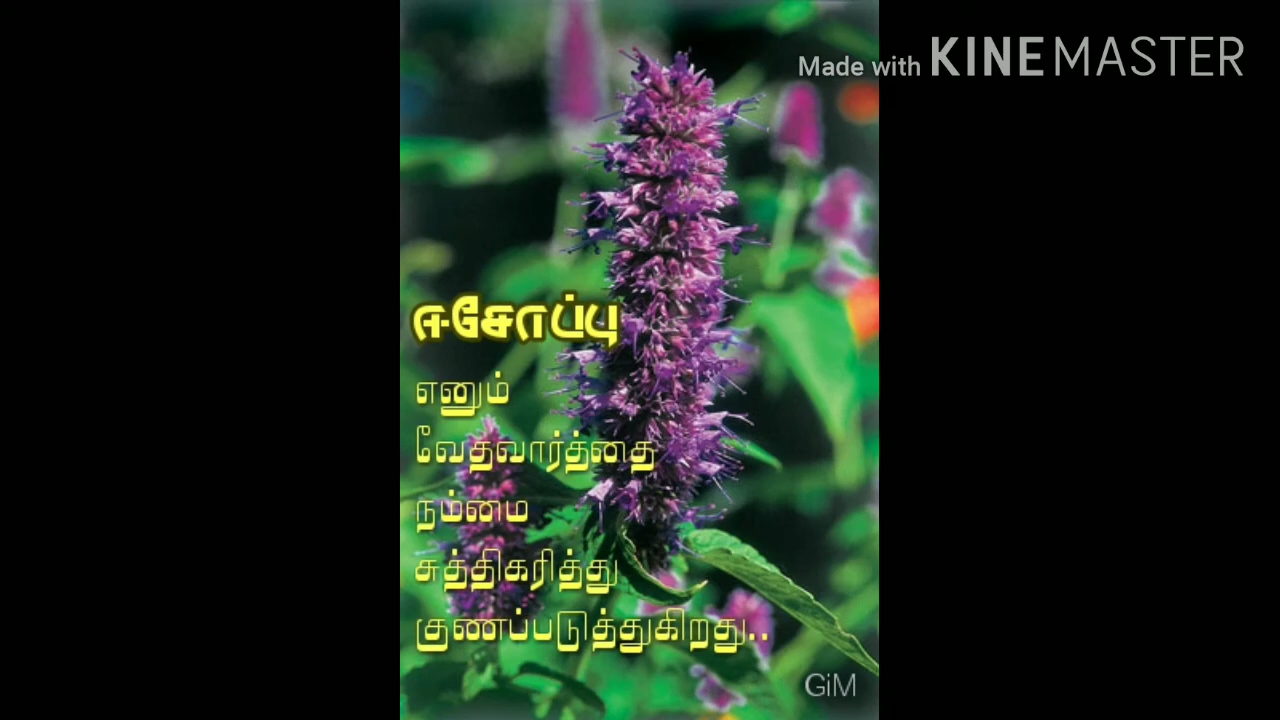 Made with KINEMASTER
ஈசோப்பு
எனும்
வேதவார்த்தை
நம்மை
சுத்திகரித்து
குணப்படுத்துகிறது..
GiM